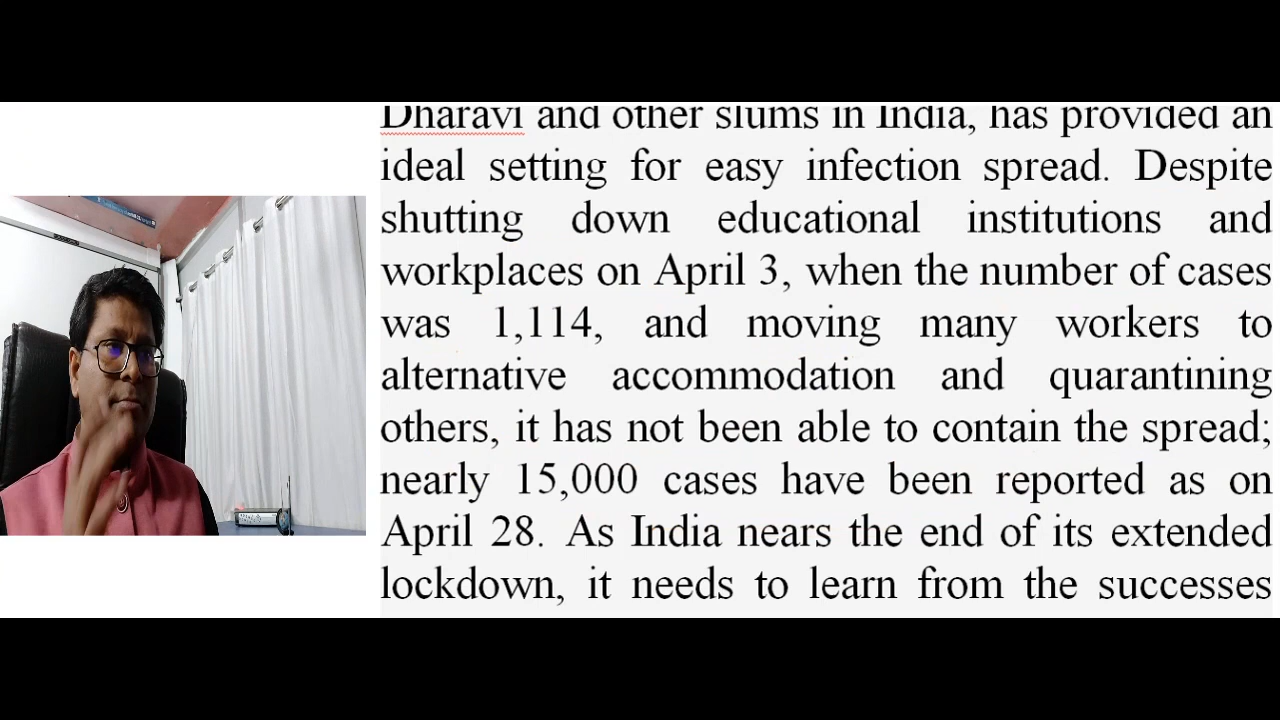 Dharavi and other slums in India, has provided an
ideal setting for easy infection spread. Despite
shutting down educational institutions and
workplaces on April 3, when the number of cases
was 1,114, and moving many workers to
alternative accommodation and quarantining
others, it has not been able to contain the spread;
nearly 15,000 cases have been reported as on
April 28. As India nears the end of its extended
lockdown, it needs to learn from the successes